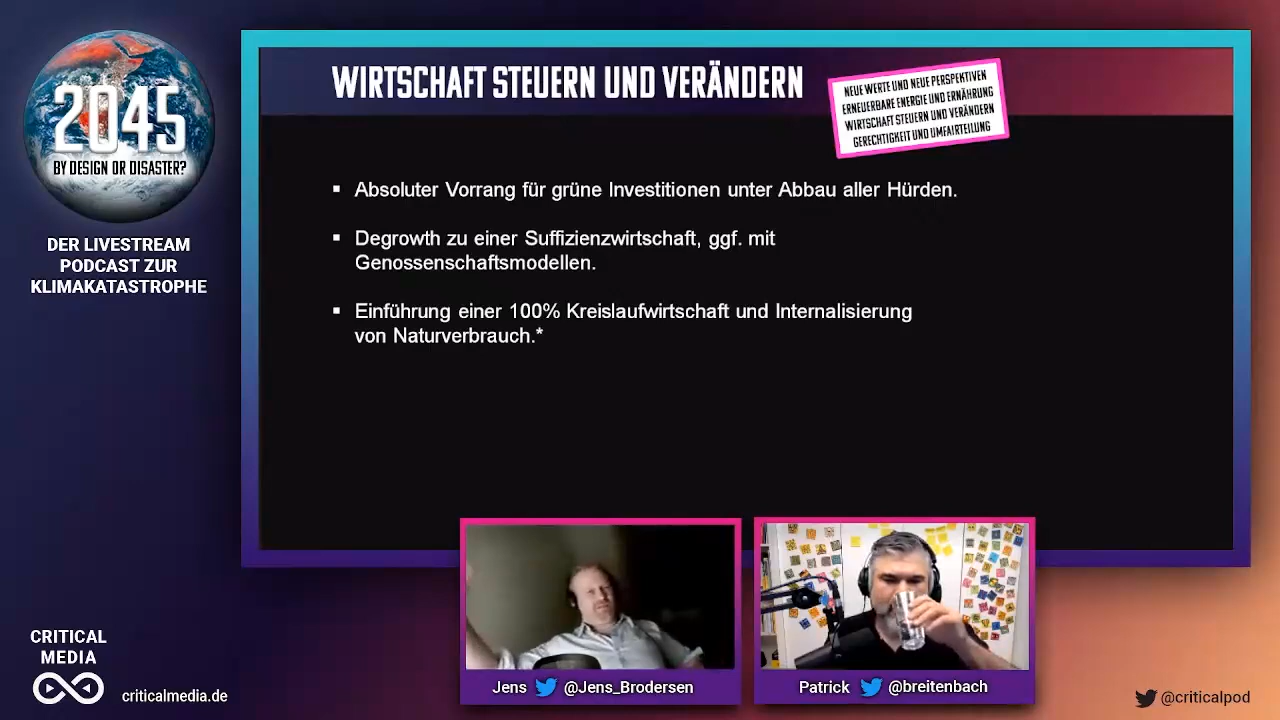 2045
BY DESIGN OR DISASTER?
DER LIVESTREAM
PODCAST ZUR
KLIMAKATASTROPHE
WIRTSCHAFT STEUERN UND VERÄNDERN
NEUE WERTE UND NEUE PERSPEKTIVEN
ERNEUERBARE ENERGIE UND ERNÄHRUNG
WIRTSCHAFT STEUERN UND VERÄNDERN
GERECHTIGKEIT UND UMFAIRTEILUNG
▪ Absoluter Vorrang für grüne Investitionen unter Abbau aller Hürden.
▪ Degrowth zu einer Suffizienzwirtschaft, ggf. mit
Genossenschaftsmodellen.
▪ Einführung einer 100% Kreislaufwirtschaft und Internalisierung
von Naturverbrauch.*
Jens @Jens_Brodersen
Patrick @breitenbach
CRITICAL
MEDIA
criticalmedia.de
@criticalpod